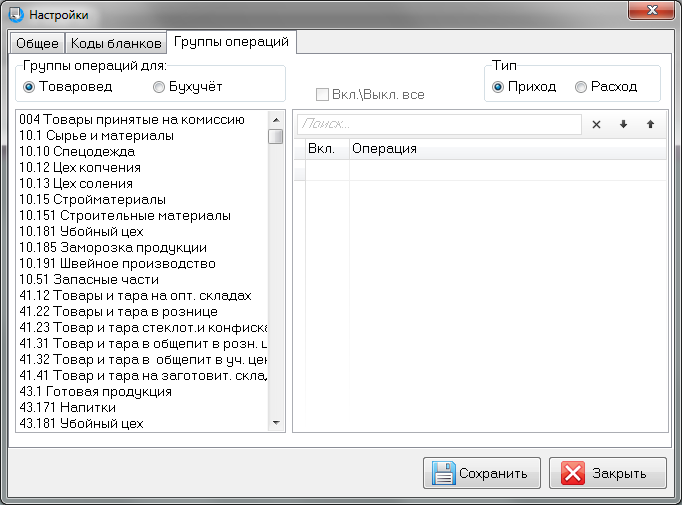 Настройки
Общее
Коды бланков
Группы операций
Группы операций для:
Товаровед
Бухучёт
Вкл.\Выкл. все
Тип
Приход
Расход
004 Товары принятые на комиссию
10.1 Сырье и материалы
10.10 Спецодежда
10.12 Цех копчения
10.13 Цех соления
10.15 Стройматериалы
10.151 Строительные материалы
10.181 Убойный цех
10.185 Заморозка продукции
10.191 Швейное производство
10.51 Запасные части
41.12 Товары и тара на опт. складах
41.22 Товары и тара в рознице
41.23 Товар и тара стеклот.и конфиска
41.31 Товар и тара в общепит в розн. ц
41.32 Товар и тара в  общепит в уч. цен
41.41 Товар и тара на заготовит. склад
43.1 Готовая продукция
43.171 Напитки
43.181 Убойный цех
Поиск...
Вкл.
Операция
Сохранить
Закрыть